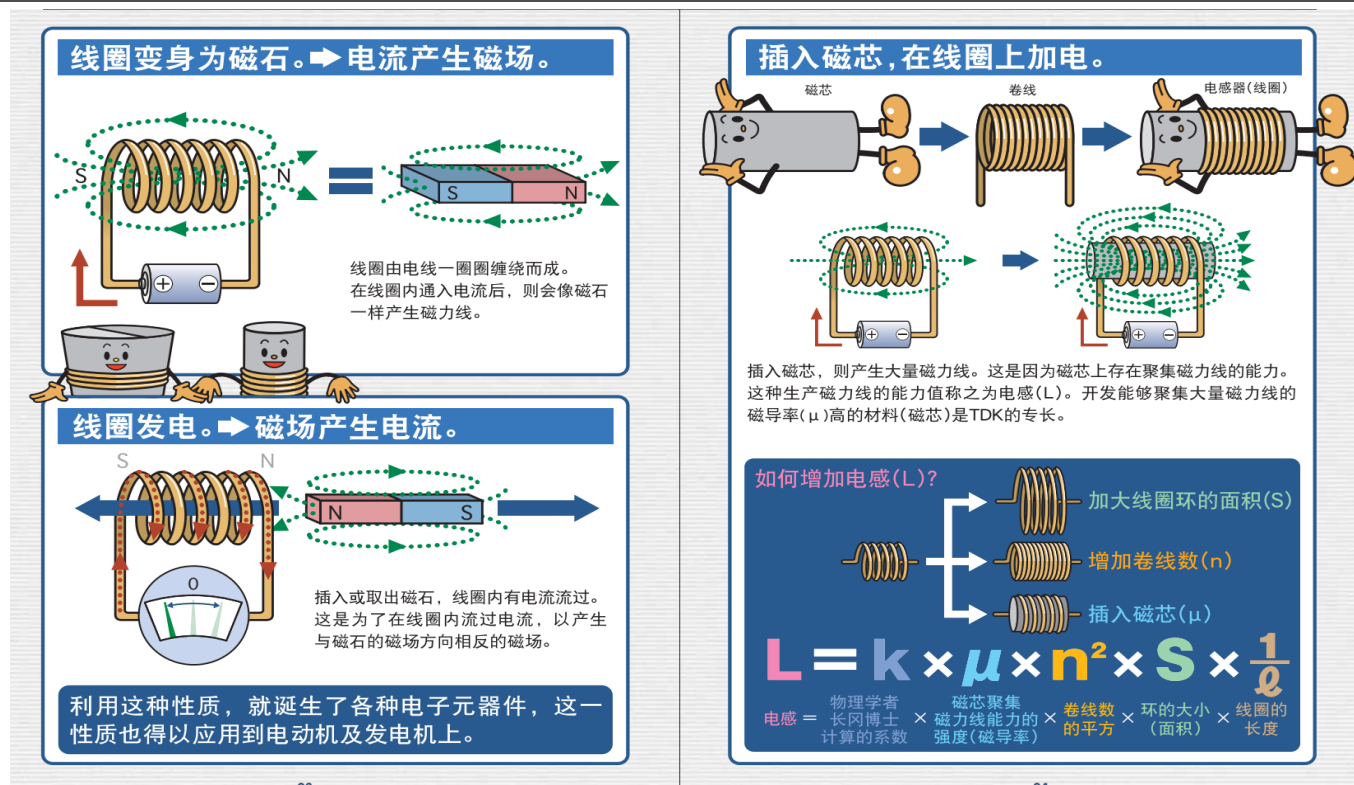 线圈变身为磁石。➡电流产生磁场。
S
N
S
N
+
−
线圈由电线一圈圈缠绕而成。
在线圈内通入电流后，则会像磁石
一样产生磁力线。
线圈发电。➡磁场产生电流。
S
N
N
S
0
插入或取出磁石，线圈内有电流流过。
这是为了在线圈内流过电流，以产生
与磁石的磁场方向相反的磁场。
利用这种性质，就诞生了各种电子元器件，这一
性质也得以应用到电动机及发电机上。
插入磁芯，在线圈上加电。
磁芯
卷线
电感器(线圈)
+
−
+
−
插入磁芯，则产生大量磁力线。这是因为磁芯上存在聚集磁力线的能力。
这种生产磁力线的能力值称之为电感(L)。开发能够聚集大量磁力线的
磁导率(μ)高的材料(磁芯)是TDK的专长。
如何增加电感(L)?
加大线圈环的面积(S)
增加卷线数(n)
插入磁芯(μ)
L=k×μ×n²×S×1/ℓ
电感
=
物理学者
长冈博士
计算的系数
×
磁芯聚集
磁力线能力的
强度(磁导率)
×
卷线数
的平方
×
环的大小
(面积)
×
线圈的
长度